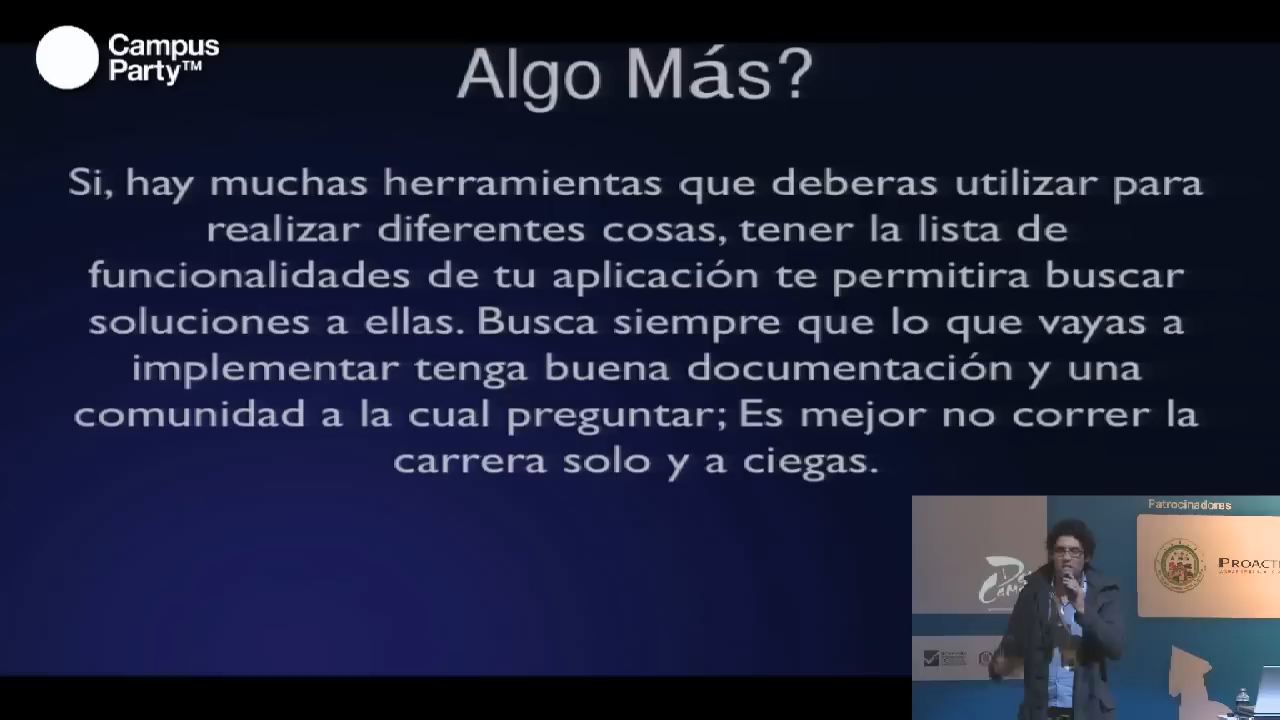 Campus
Party™
Algo Más?
Si, hay muchas herramientas que deberas utilizar para
realizar diferentes cosas, tener la lista de
funcionalidades de tu aplicación te permitira buscar
soluciones a ellas. Busca siempre que lo que vayas a
implementar tenga buena documentación y una
comunidad a la cual preguntar; Es mejor no correr la
carrera solo y a ciegas.
Patrocinadores
PROACT